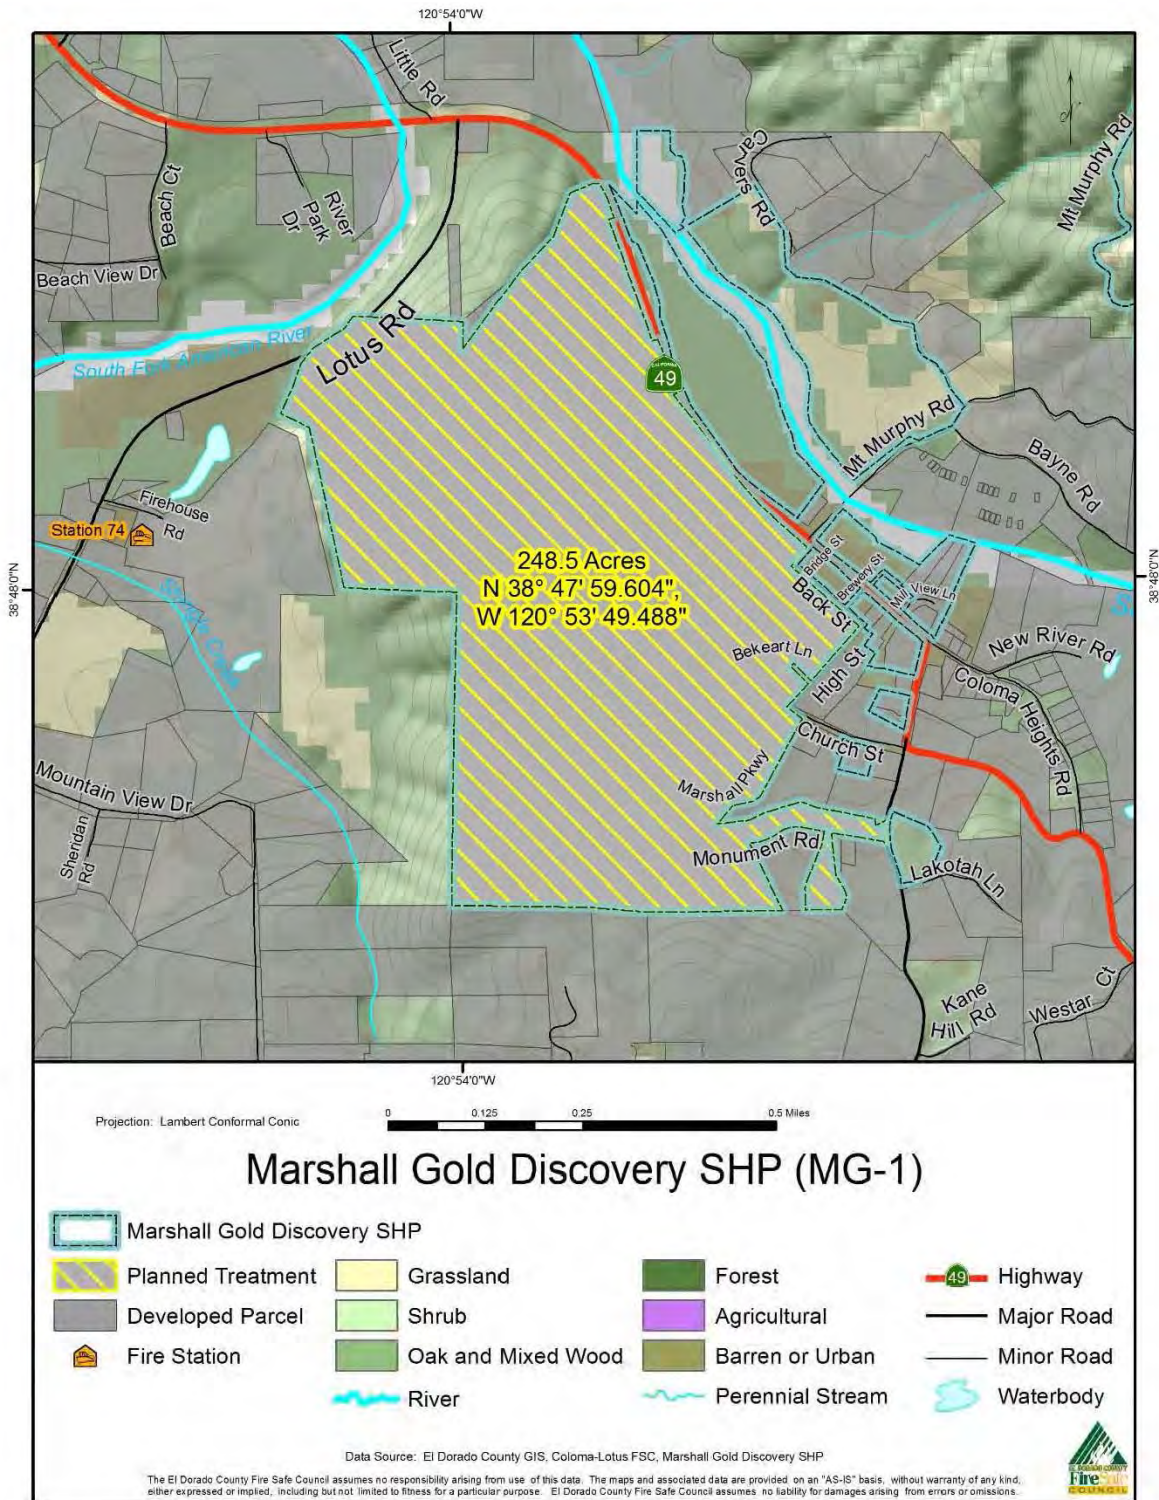 120°54'0"W
Little Rd
Carvers Rd
Mt Murphy Rd
Beach Ct
River
Park
Dr
Beach View Dr
South Fork American River
Lotus Rd
CALIFORNIA
49
Mt Murphy Rd
Bayne Rd
Firehouse
Rd
Station 74
38°48'0"N
38°48'0"N
248.5 Acres
N 38° 47' 59.604",
W 120° 53' 49.488"
Bridge St
Brewery St
Mill View Ln
Back St
Bekeart Ln
High St
New River Rd
Coloma Heights Rd
Church St
Marshall Pkwy
Mountain View Dr
Sheridan
Rd
Monument Rd
Lakotah Ln
Kane
Hill Rd
Westar Ct
120°54'0"W
Projection: Lambert Conformal Conic
0 0.125 0.25 0.5 Miles
Marshall Gold Discovery SHP (MG-1)
Marshall Gold Discovery SHP
Planned Treatment Grassland Forest 49 Highway
Developed Parcel Shrub Agricultural Major Road
Fire Station Oak and Mixed Wood Barren or Urban Minor Road
River Perennial Stream Waterbody
Data Source: El Dorado County GIS, Coloma-Lotus FSC, Marshall Gold Discovery SHP
The El Dorado County Fire Safe Council assumes no responsibility arising from use of this data. The maps and associated data are provided on an "AS-IS" basis, without warranty of any kind,
either expressed or implied, including but not limited to fitness for a particular purpose. El Dorado County Fire Safe Council assumes no liability for damages arising from errors or omissions.
EL DORADO COUNTY
Fire Safe
COUNCIL